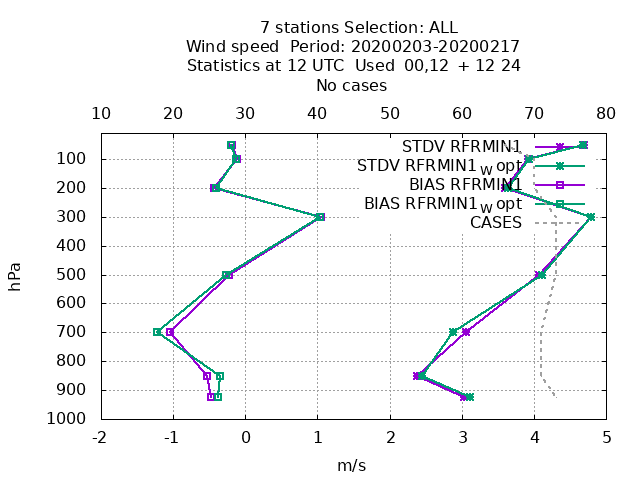 7 stations Selection: ALL
Wind speed  Period: 20200203-20200217
Statistics at 12 UTC  Used  00,12  + 12 24
No cases
10 20 30 40 50 60 70 80
STDV RFRMIN1
STDV RFRMIN1W opt
BIAS RFRMIN1
BIAS RFRMIN1W opt
CASES
hPa
100
200
300
400
500
600
700
800
900
1000
-2 -1 0 1 2 3 4 5
m/s